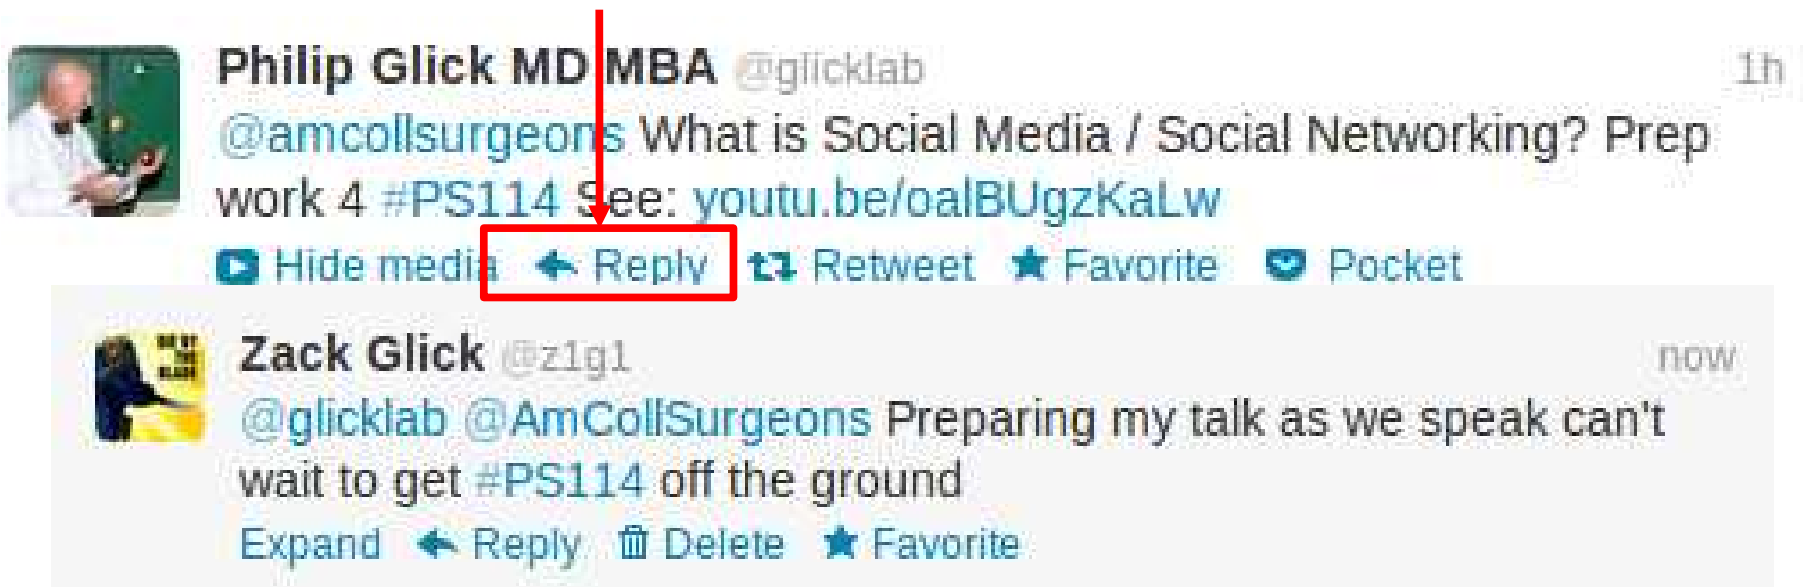 Philip Glick MD MBA @glicklab 1h
@amcollsurgeons What is Social Media / Social Networking? Prep
work 4 #PS114 See: youtu.be/oalBUgzKaLw
Hide media Reply Retweet Favorite Pocket
Zack Glick @z1g1 now
@glicklab @AmCollSurgeons Preparing my talk as we speak can't
wait to get #PS114 off the ground
Expand Reply Delete Favorite